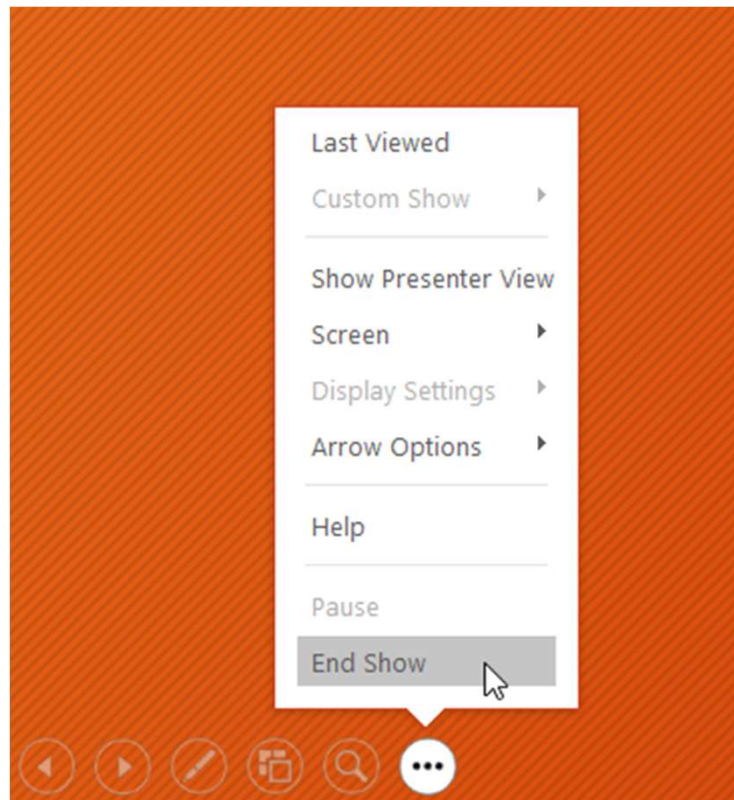 Last Viewed
Custom Show
Show Presenter View
Screen
Display Settings
Arrow Options
Help
Pause
End Show